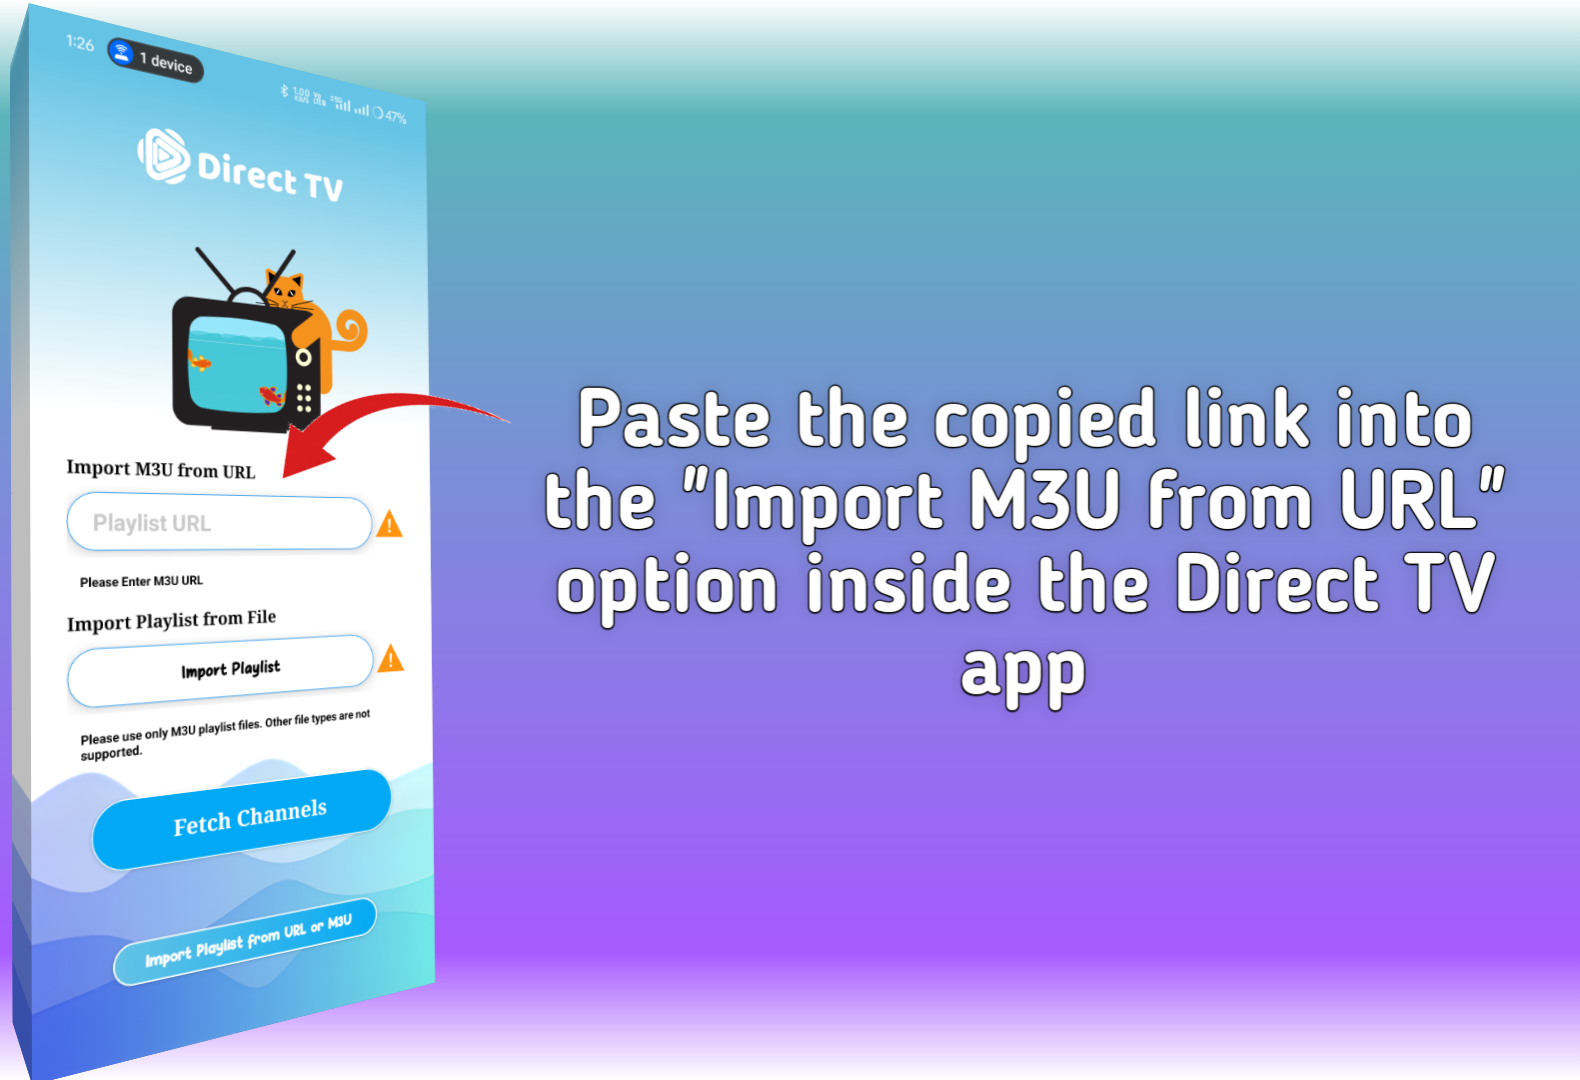 1:26
1 device
1.00
47%
Direct TV
Import M3U from URL
Playlist URL
Please Enter M3U URL
Import Playlist from File
Import Playlist
Please use only M3U playlist files. Other file types are not
supported.
Fetch Channels
Import Playlist from URL or M3U
Paste the copied link into
the "Import M3U from URL"
option inside the Direct TV
app